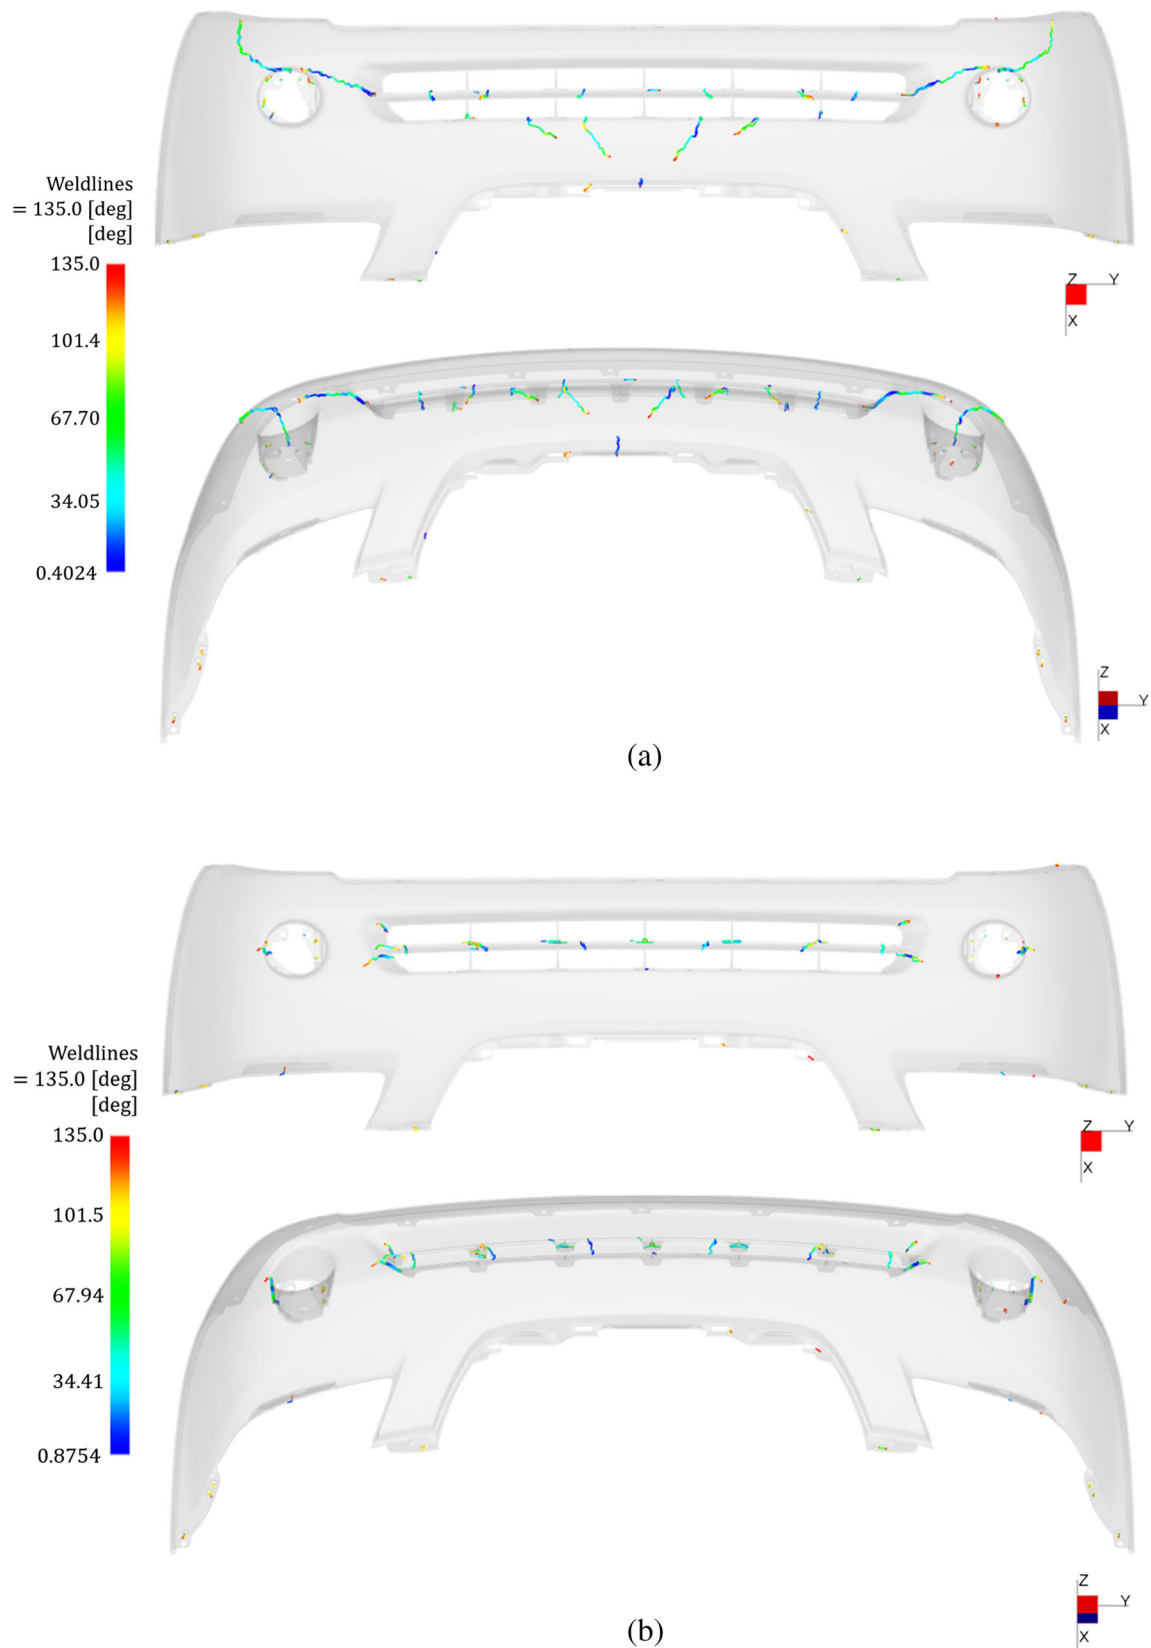 Weldlines
= 135.0 [deg]
[deg]
135.0
101.4
67.70
34.05
0.4024
Z Y
X
Z
Y
X
(a)
Weldlines
= 135.0 [deg]
[deg]
135.0
101.5
67.94
34.41
0.8754
Z Y
X
Z
Y
X
(b)